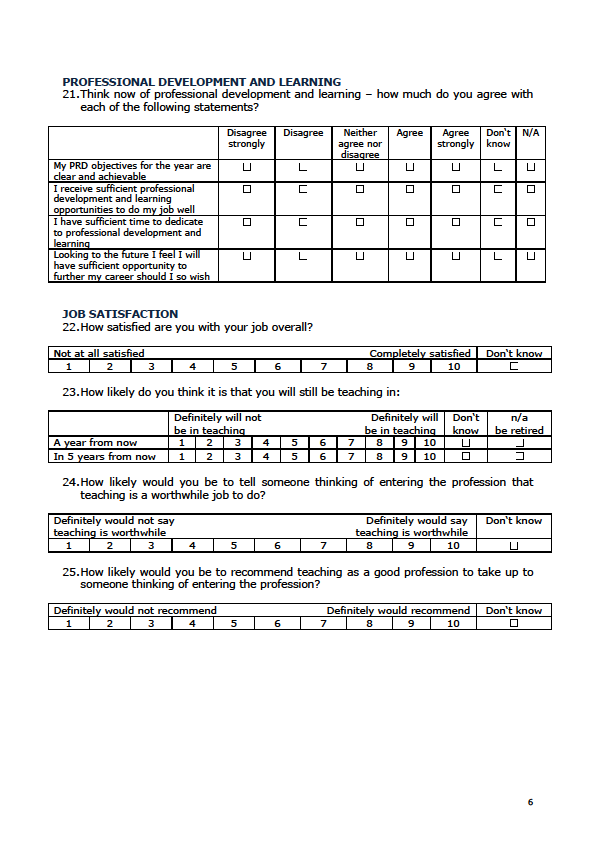 PROFESSIONAL DEVELOPMENT AND LEARNING
21. Think now of professional development and learning – how much do you agree with
each of the following statements?
Disagree strongly Disagree Neither agree nor disagree Agree Agree strongly Don't know N/A
My PRD objectives for the year are
clear and achievable
I receive sufficient professional
development and learning
opportunities to do my job well
I have sufficient time to dedicate
to professional development and
learning
Looking to the future I feel I will
have sufficient opportunity to
further my career should I so wish
JOB SATISFACTION
22. How satisfied are you with your job overall?
Not at all satisfied Completely satisfied Don't know
1 2 3 4 5 6 7 8 9 10
23. How likely do you think it is that you will still be teaching in:
Definitely will not Definitely will Don't n/a
be in teaching be in teaching know be retired
A year from now 1 2 3 4 5 6 7 8 9 10
In 5 years from now 1 2 3 4 5 6 7 8 9 10
24. How likely would you be to tell someone thinking of entering the profession that
teaching is a worthwhile job to do?
Definitely would not say Definitely would say Don't know
teaching is worthwhile teaching is worthwhile
1 2 3 4 5 6 7 8 9 10
25. How likely would you be to recommend teaching as a good profession to take up to
someone thinking of entering the profession?
Definitely would not recommend Definitely would recommend Don't know
1 2 3 4 5 6 7 8 9 10
6